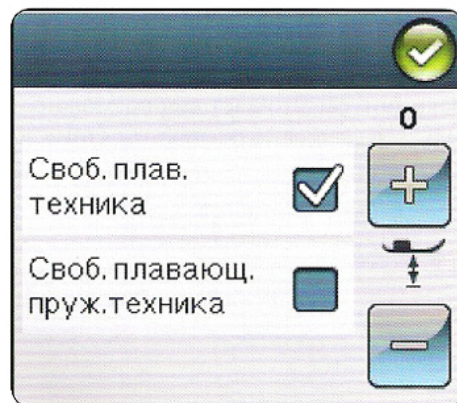 0
Своб. плав.
техника
Своб. плавающ.
пруж.техника